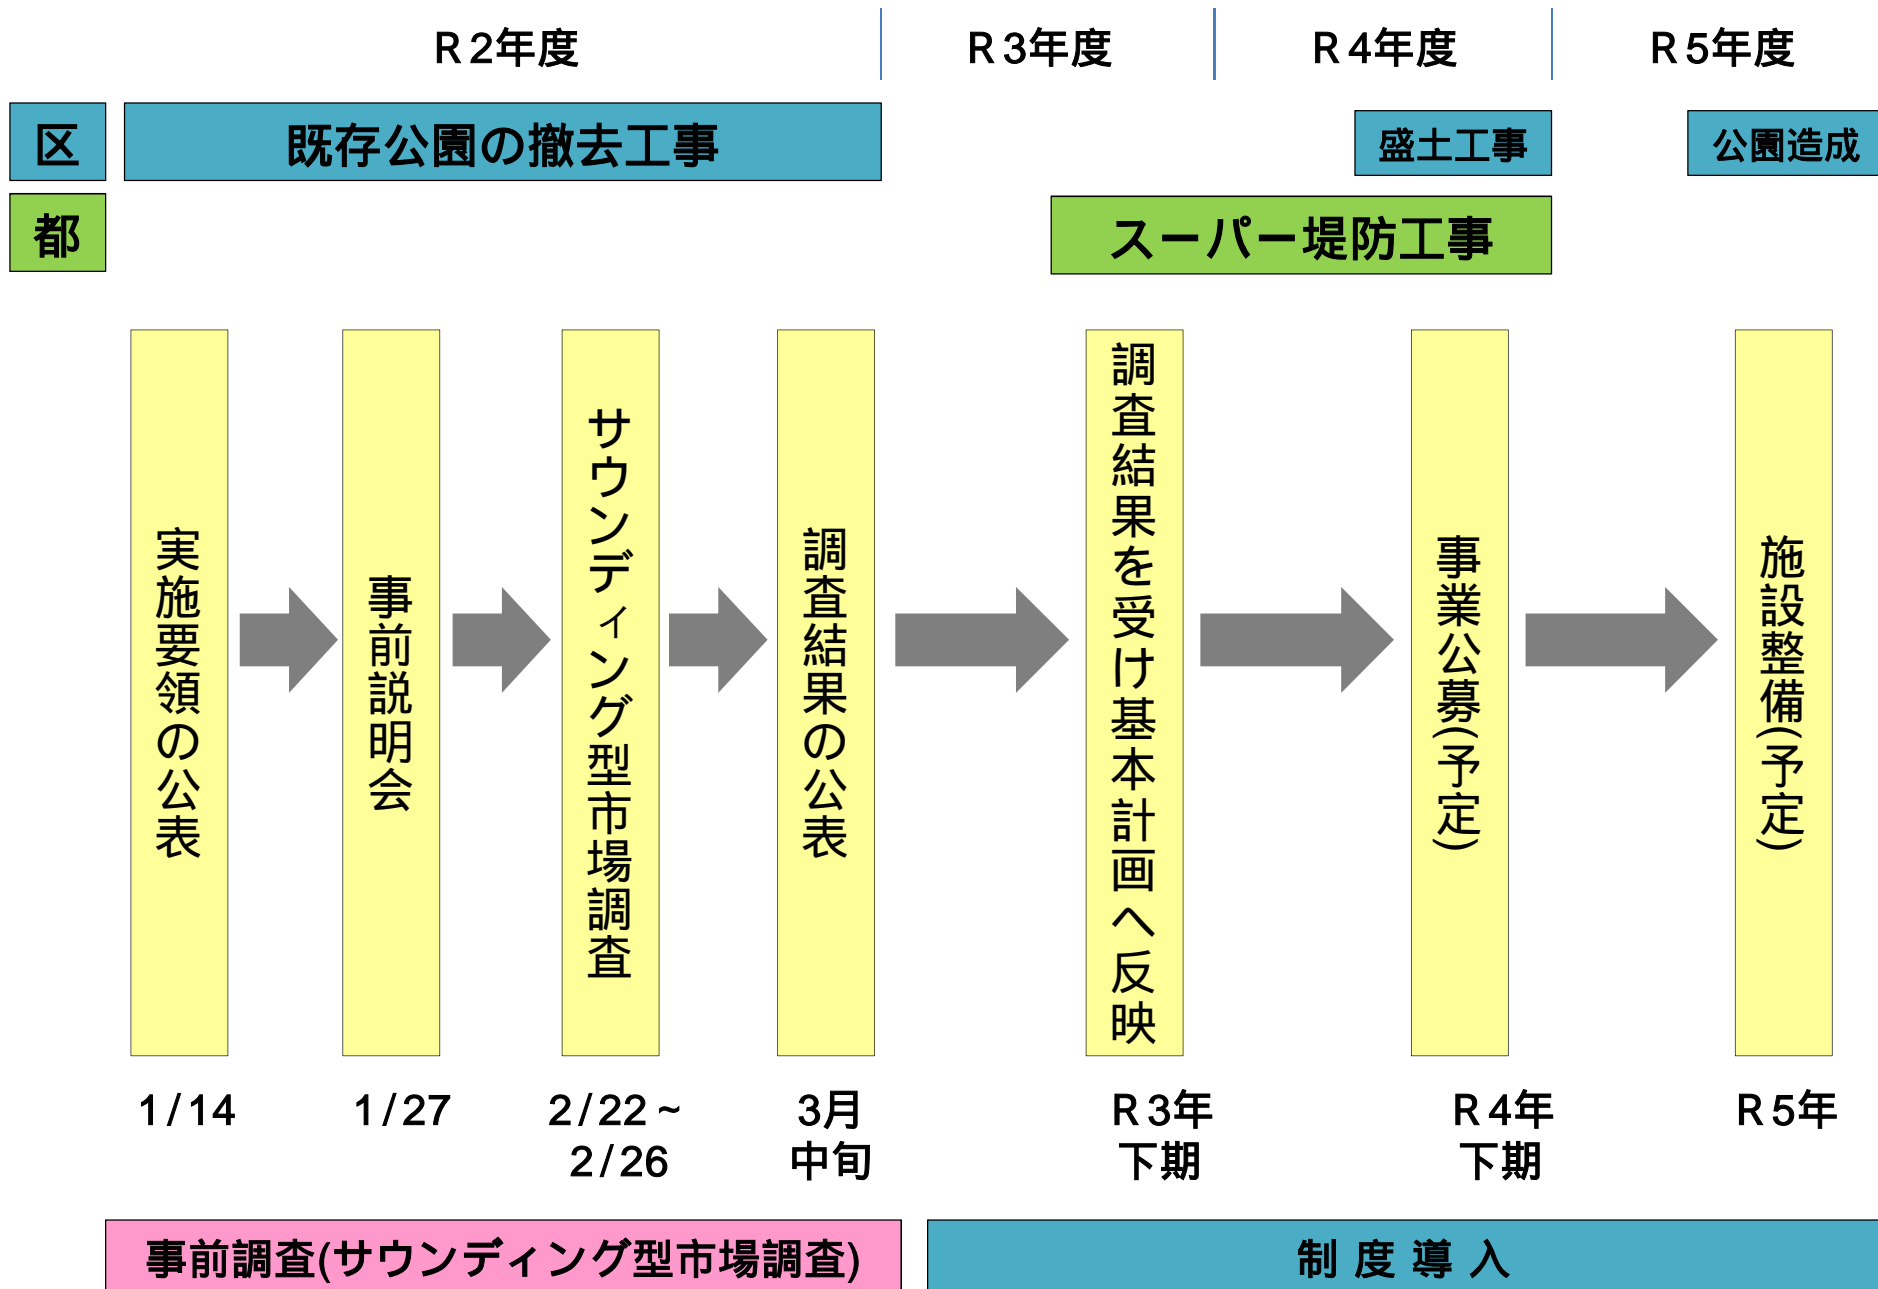 R2年度
R3年度
R4年度
R5年度
区
既存公園の撤去工事
盛土工事
公園造成
都
スーパー堤防工事
実施要領の公表
事前説明会
サウンディング型市場調査
調査結果の公表
調査結果を受け基本計画へ反映
事業公募(予定)
施設整備(予定)
1/14
1/27
2/22~
2/26
3月
中旬
R3年
下期
R4年
下期
R5年
事前調査(サウンディング型市場調査)
制度導入